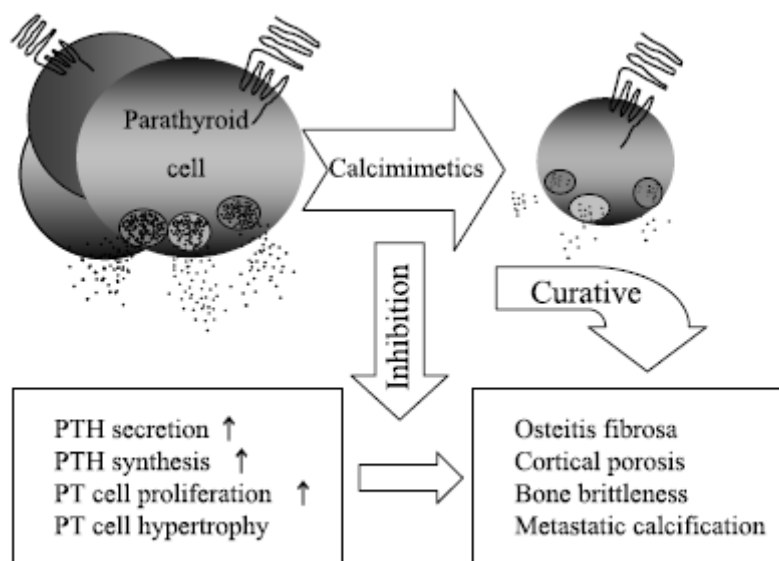 Parathyroid
cell
Calcimimetics
Inhibition
Curative
PTH secretion ↑
PTH synthesis ↑
PT cell proliferation ↑
PT cell hypertrophy
Osteitis fibrosa
Cortical porosis
Bone brittleness
Metastatic calcification